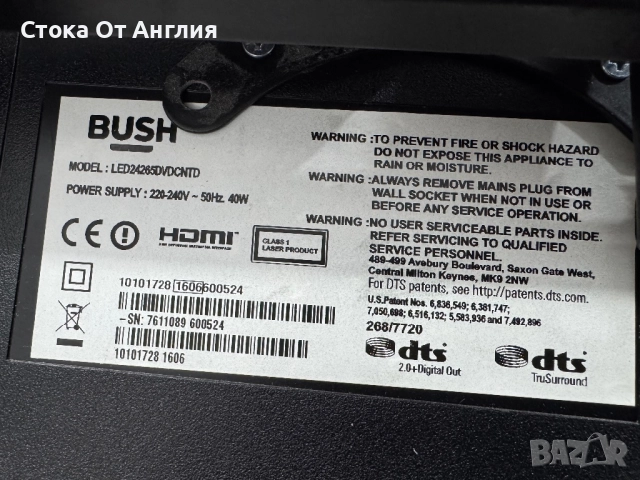 Стока От Англия
BUSH
MODEL : LED24265DVDCNTD
POWER SUPPLY : 220-240V ~ 50Hz. 40W
HDMI
CLASS 1
LASER PRODUCT
10101728 1606 600524
-SN: 7611089 600524
10101728 1606
WARNING :TO PREVENT FIRE OR SHOCK HAZARD
DO NOT EXPOSE THIS APPLIANCE TO
RAIN OR MOISTURE.
WARNING :ALWAYS REMOVE MAINS PLUG FROM
WALL SOCKET WHEN NOT IN USE OR
BEFORE ANY SERVICE OPERATION.
WARNING :NO USER SERVICEABLE PARTS INSIDE.
REFER SERVICING TO QUALIFIED
SERVICE PERSONNEL.
489-499 Avebury Boulevard, Saxon Gate West,
Central Milton Keynes, MK9 2NW
For DTS patents, see http://patents.dts.com.
U.S.Patent Nos. 6,836,549; 6,381,747;
7,050,698; 6,516,132; 5,583,936 and 7,492,896
268/7720
dts
2.0+Digital Out
dts
TruSurround
BAZAR